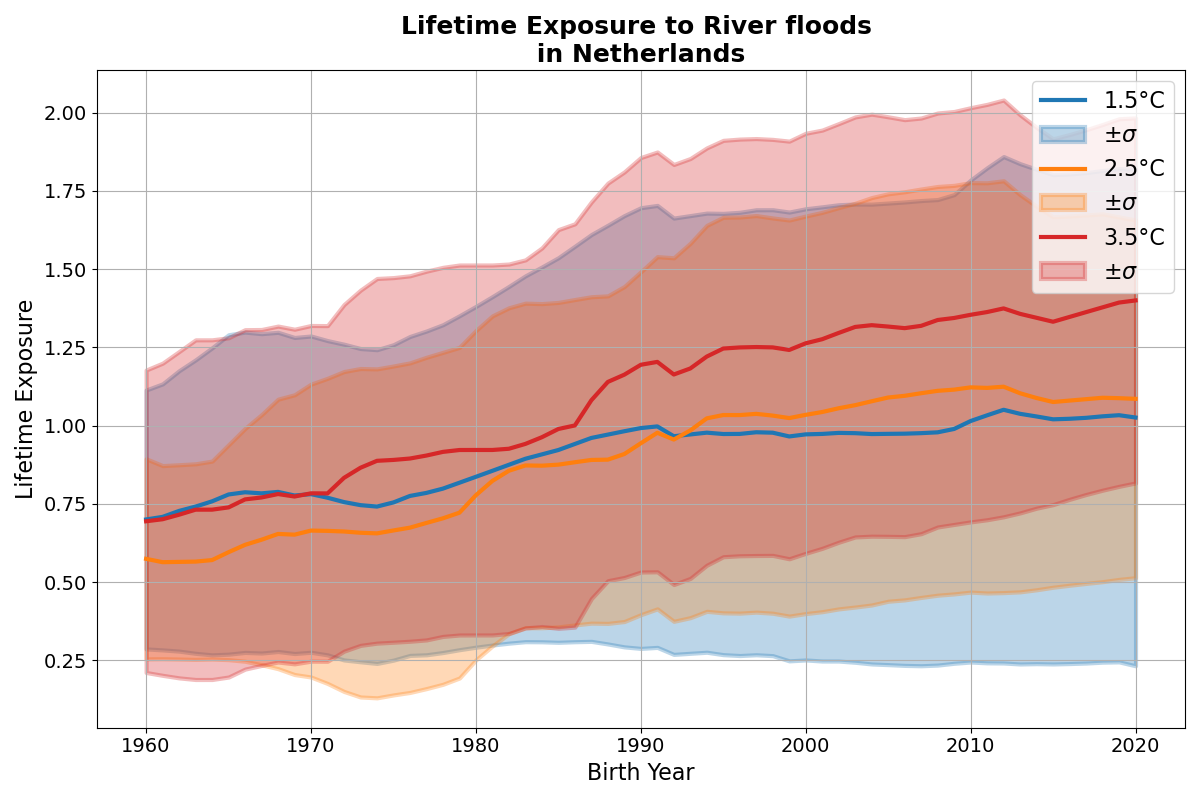 Lifetime Exposure to River floods
in Netherlands
Lifetime Exposure
2.00
1.75
1.50
1.25
1.00
0.75
0.50
0.25
1.5°C
±σ
2.5°C
±σ
3.5°C
±σ
1960 1970 1980 1990 2000 2010 2020
Birth Year